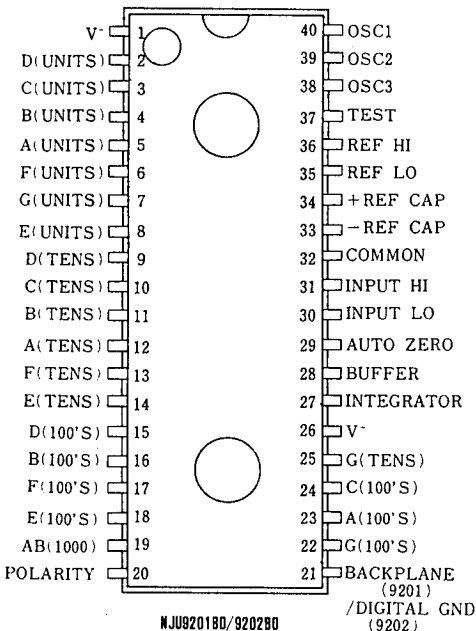 V- 1 40 OSC1
D(UNITS) 2 39 OSC2
C(UNITS) 3 38 OSC3
B(UNITS) 4 37 TEST
A(UNITS) 5 36 REF HI
F(UNITS) 6 35 REF LO
G(UNITS) 7 34 +REF CAP
E(UNITS) 8 33 -REF CAP
D(TENS) 9 32 COMMON
C(TENS) 10 31 INPUT HI
B(TENS) 11 30 INPUT LO
A(TENS) 12 29 AUTO ZERO
F(TENS) 13 28 BUFFER
E(TENS) 14 27 INTEGRATOR
D(100'S) 15 26 V-
B(100'S) 16 25 G(TENS)
F(100'S) 17 24 C(100'S)
E(100'S) 18 23 A(100'S)
AB(1000) 19 22 G(100'S)
POLARITY 20 21 BACKPLANE
(9201)
/DIGITAL GND
(9202)
NJU9201BD/9202BD